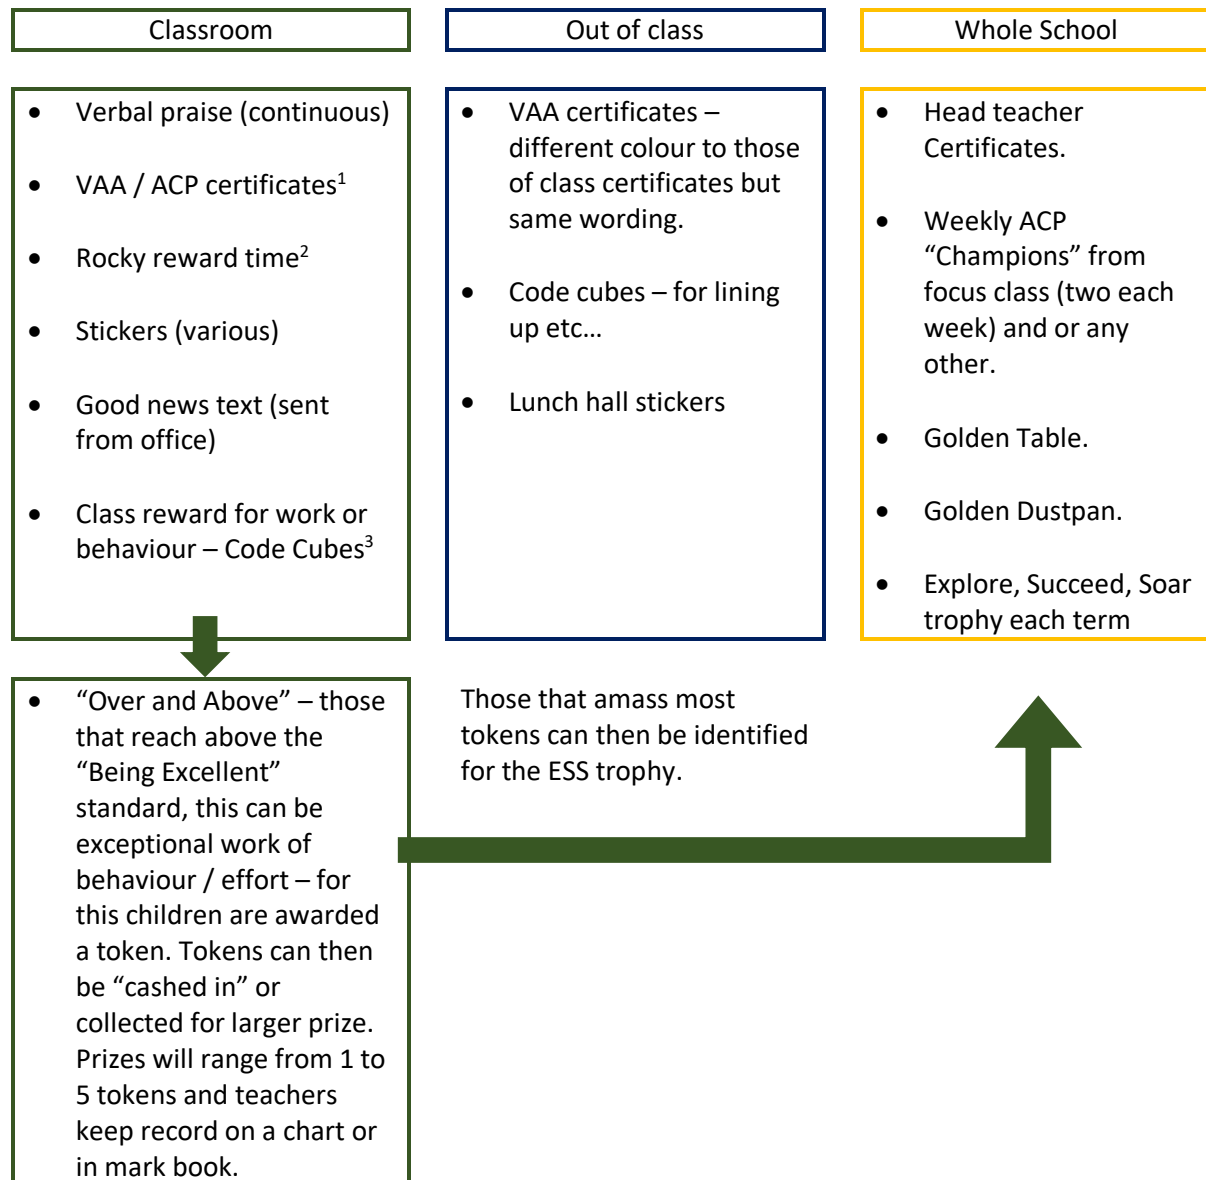 Classroom
• Verbal praise (continuous)
• VAA / ACP certificates¹
• Rocky reward time²
• Stickers (various)
• Good news text (sent
from office)
• Class reward for work or
behaviour – Code Cubes³
• “Over and Above” – those
that reach above the
“Being Excellent”
standard, this can be
exceptional work of
behaviour / effort – for
this children are awarded
a token. Tokens can then
be “cashed in” or
collected for larger prize.
Prizes will range from 1 to
5 tokens and teachers
keep record on a chart or
in mark book.
Out of class
• VAA certificates –
different colour to those
of class certificates but
same wording.
• Code cubes – for lining
up etc…
• Lunch hall stickers
Those that amass most
tokens can then be identified
for the ESS trophy.
Whole School
• Head teacher
Certificates.
• Weekly ACP
“Champions” from
focus class (two each
week) and or any
other.
• Golden Table.
• Golden Dustpan.
• Explore, Succeed, Soar
trophy each term